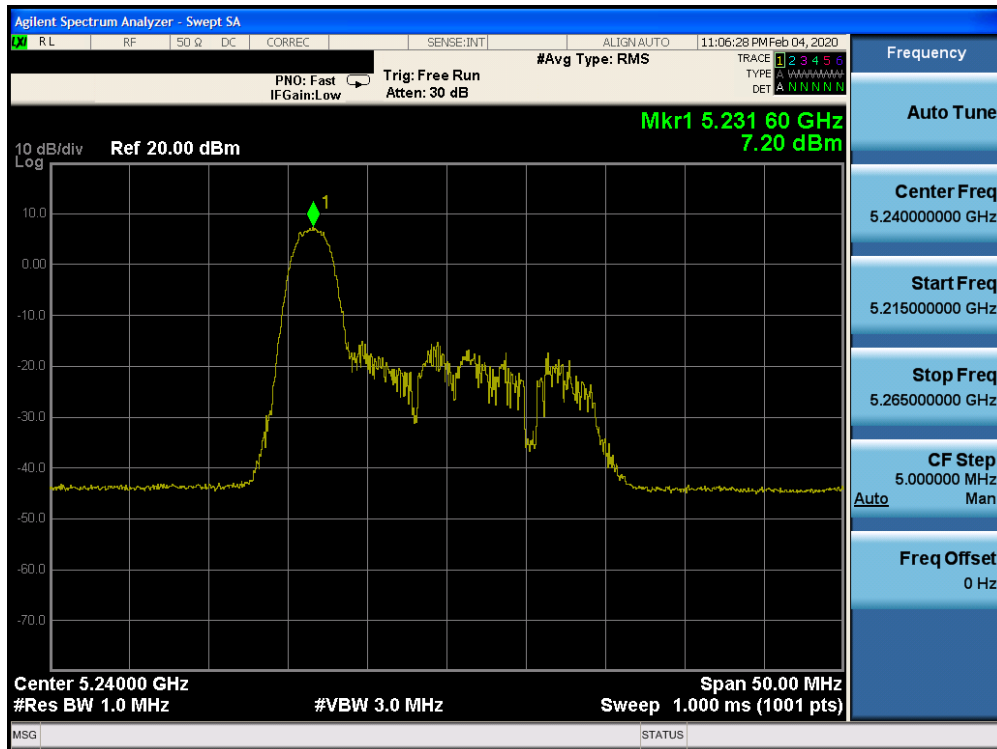 Agilent Spectrum Analyzer - Swept SA
LXI RL RF 50 Ω DC CORREC SENSE:INT ALIGN AUTO 11:06:28 PM Feb 04, 2020
PNO: Fast
IFGain:Low
Trig: Free Run
Atten: 30 dB
#Avg Type: RMS
TRACE 1 2 3 4 5 6
TYPE A WWWWW
DET A N N N N N
Mkr1 5.231 60 GHz
7.20 dBm
10 dB/div
Log
Ref 20.00 dBm
1
10.0
0.00
-10.0
-20.0
-30.0
-40.0
-50.0
-60.0
-70.0
Center 5.24000 GHz
#Res BW 1.0 MHz
#VBW 3.0 MHz
Span 50.00 MHz
Sweep 1.000 ms (1001 pts)
MSG
STATUS
Frequency
Auto Tune
Center Freq
5.240000000 GHz
Start Freq
5.215000000 GHz
Stop Freq
5.265000000 GHz
CF Step
5.000000 MHz
Auto Man
Freq Offset
0 Hz